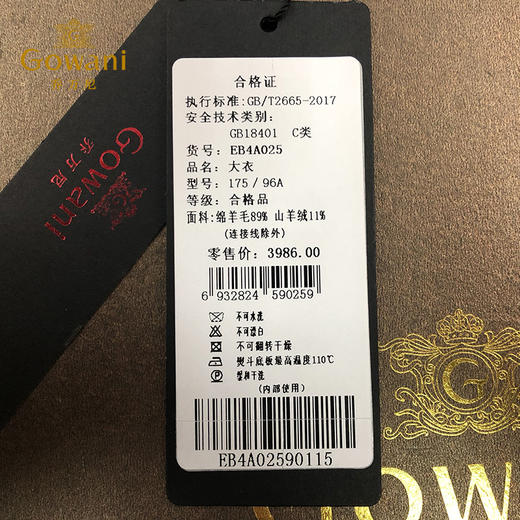 Gowani
乔万尼
Gowani
乔万尼
合格证
执行标准:GB/T2665-2017
安全技术类别:
GB18401 C类
货号: EB4A025
品名: 大衣
型号: 175/96A
等级: 合格品
面料:绵羊毛89% 山羊绒11%
(连接线除外)
零售价: 3986.00
6 932824 590259
不可水洗
不可漂白
不可翻转干燥
熨斗底板最高温度110℃
P 常规干洗
(内部使用)
EB4A02590115
G
GOW